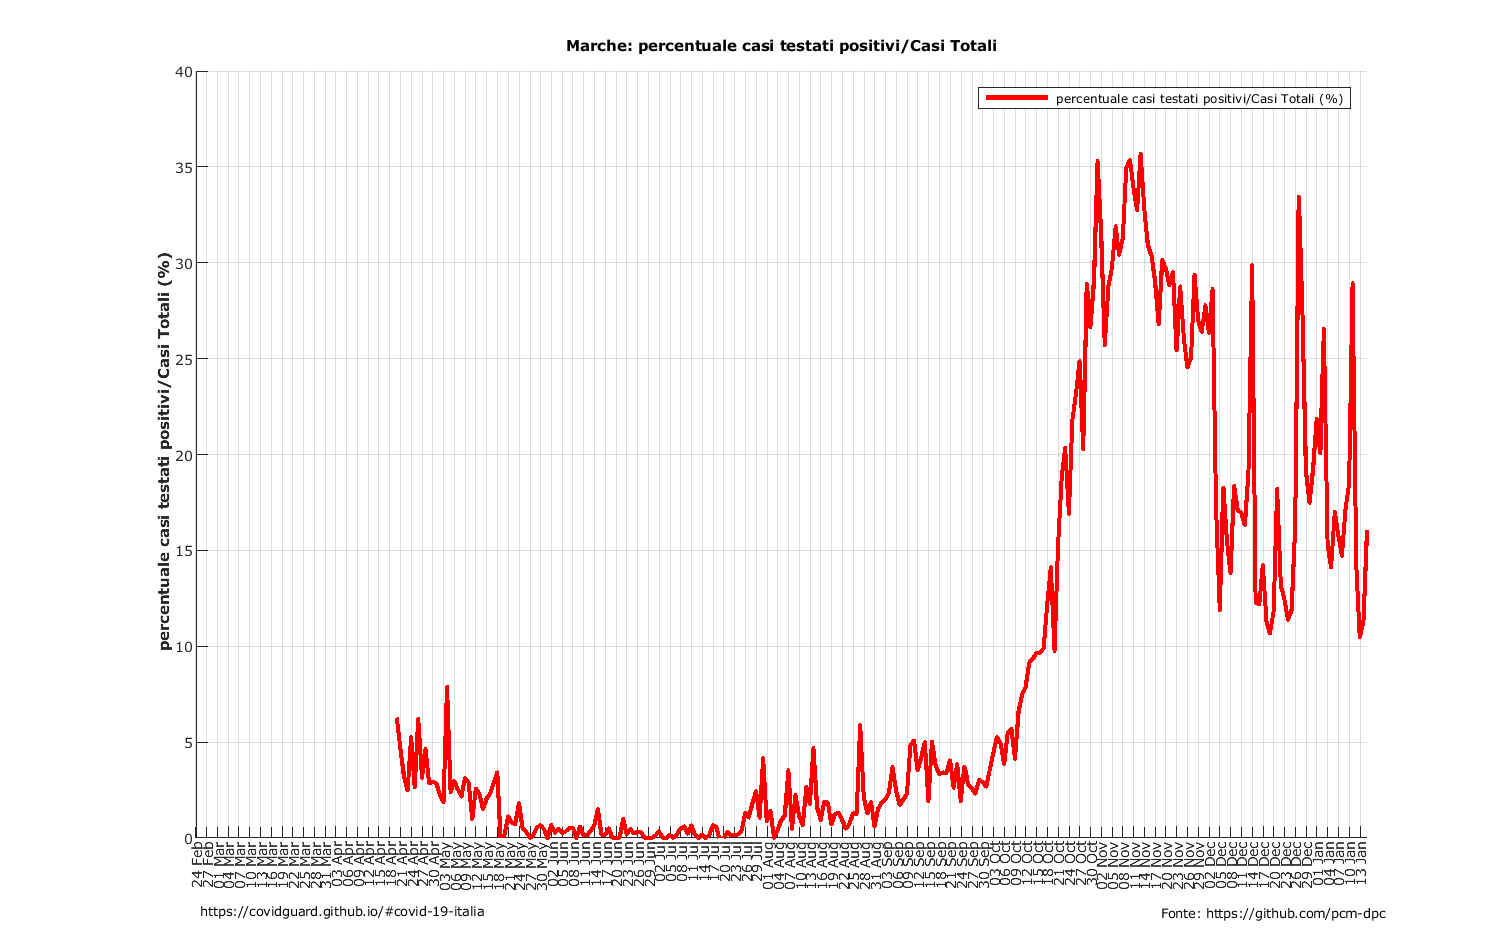 Marche: percentuale casi testati positivi/Casi Totali
percentuale casi testati positivi/Casi Totali (%)
percentuale casi testati positivi/Casi Totali (%)
40
35
30
25
20
15
10
5
0
24 Feb
27 Feb
01 Mar
04 Mar
07 Mar
10 Mar
13 Mar
16 Mar
19 Mar
22 Mar
25 Mar
28 Mar
31 Mar
03 Apr
06 Apr
09 Apr
12 Apr
15 Apr
18 Apr
21 Apr
24 Apr
27 Apr
30 Apr
03 May
06 May
09 May
12 May
15 May
18 May
21 May
24 May
27 May
30 May
02 Jun
05 Jun
08 Jun
11 Jun
14 Jun
17 Jun
20 Jun
23 Jun
26 Jun
29 Jun
02 Jul
05 Jul
08 Jul
11 Jul
14 Jul
17 Jul
20 Jul
23 Jul
26 Jul
29 Jul
01 Aug
04 Aug
07 Aug
10 Aug
13 Aug
16 Aug
19 Aug
22 Aug
25 Aug
28 Aug
31 Aug
03 Sep
06 Sep
09 Sep
12 Sep
15 Sep
18 Sep
21 Sep
24 Sep
27 Sep
30 Sep
03 Oct
06 Oct
09 Oct
12 Oct
15 Oct
18 Oct
21 Oct
24 Oct
27 Oct
30 Oct
02 Nov
05 Nov
08 Nov
11 Nov
14 Nov
17 Nov
20 Nov
23 Nov
26 Nov
29 Nov
02 Dec
05 Dec
08 Dec
11 Dec
14 Dec
17 Dec
20 Dec
23 Dec
26 Dec
29 Dec
01 Jan
04 Jan
07 Jan
10 Jan
13 Jan
https://covidguard.github.io/#covid-19-italia
Fonte: https://github.com/pcm-dpc